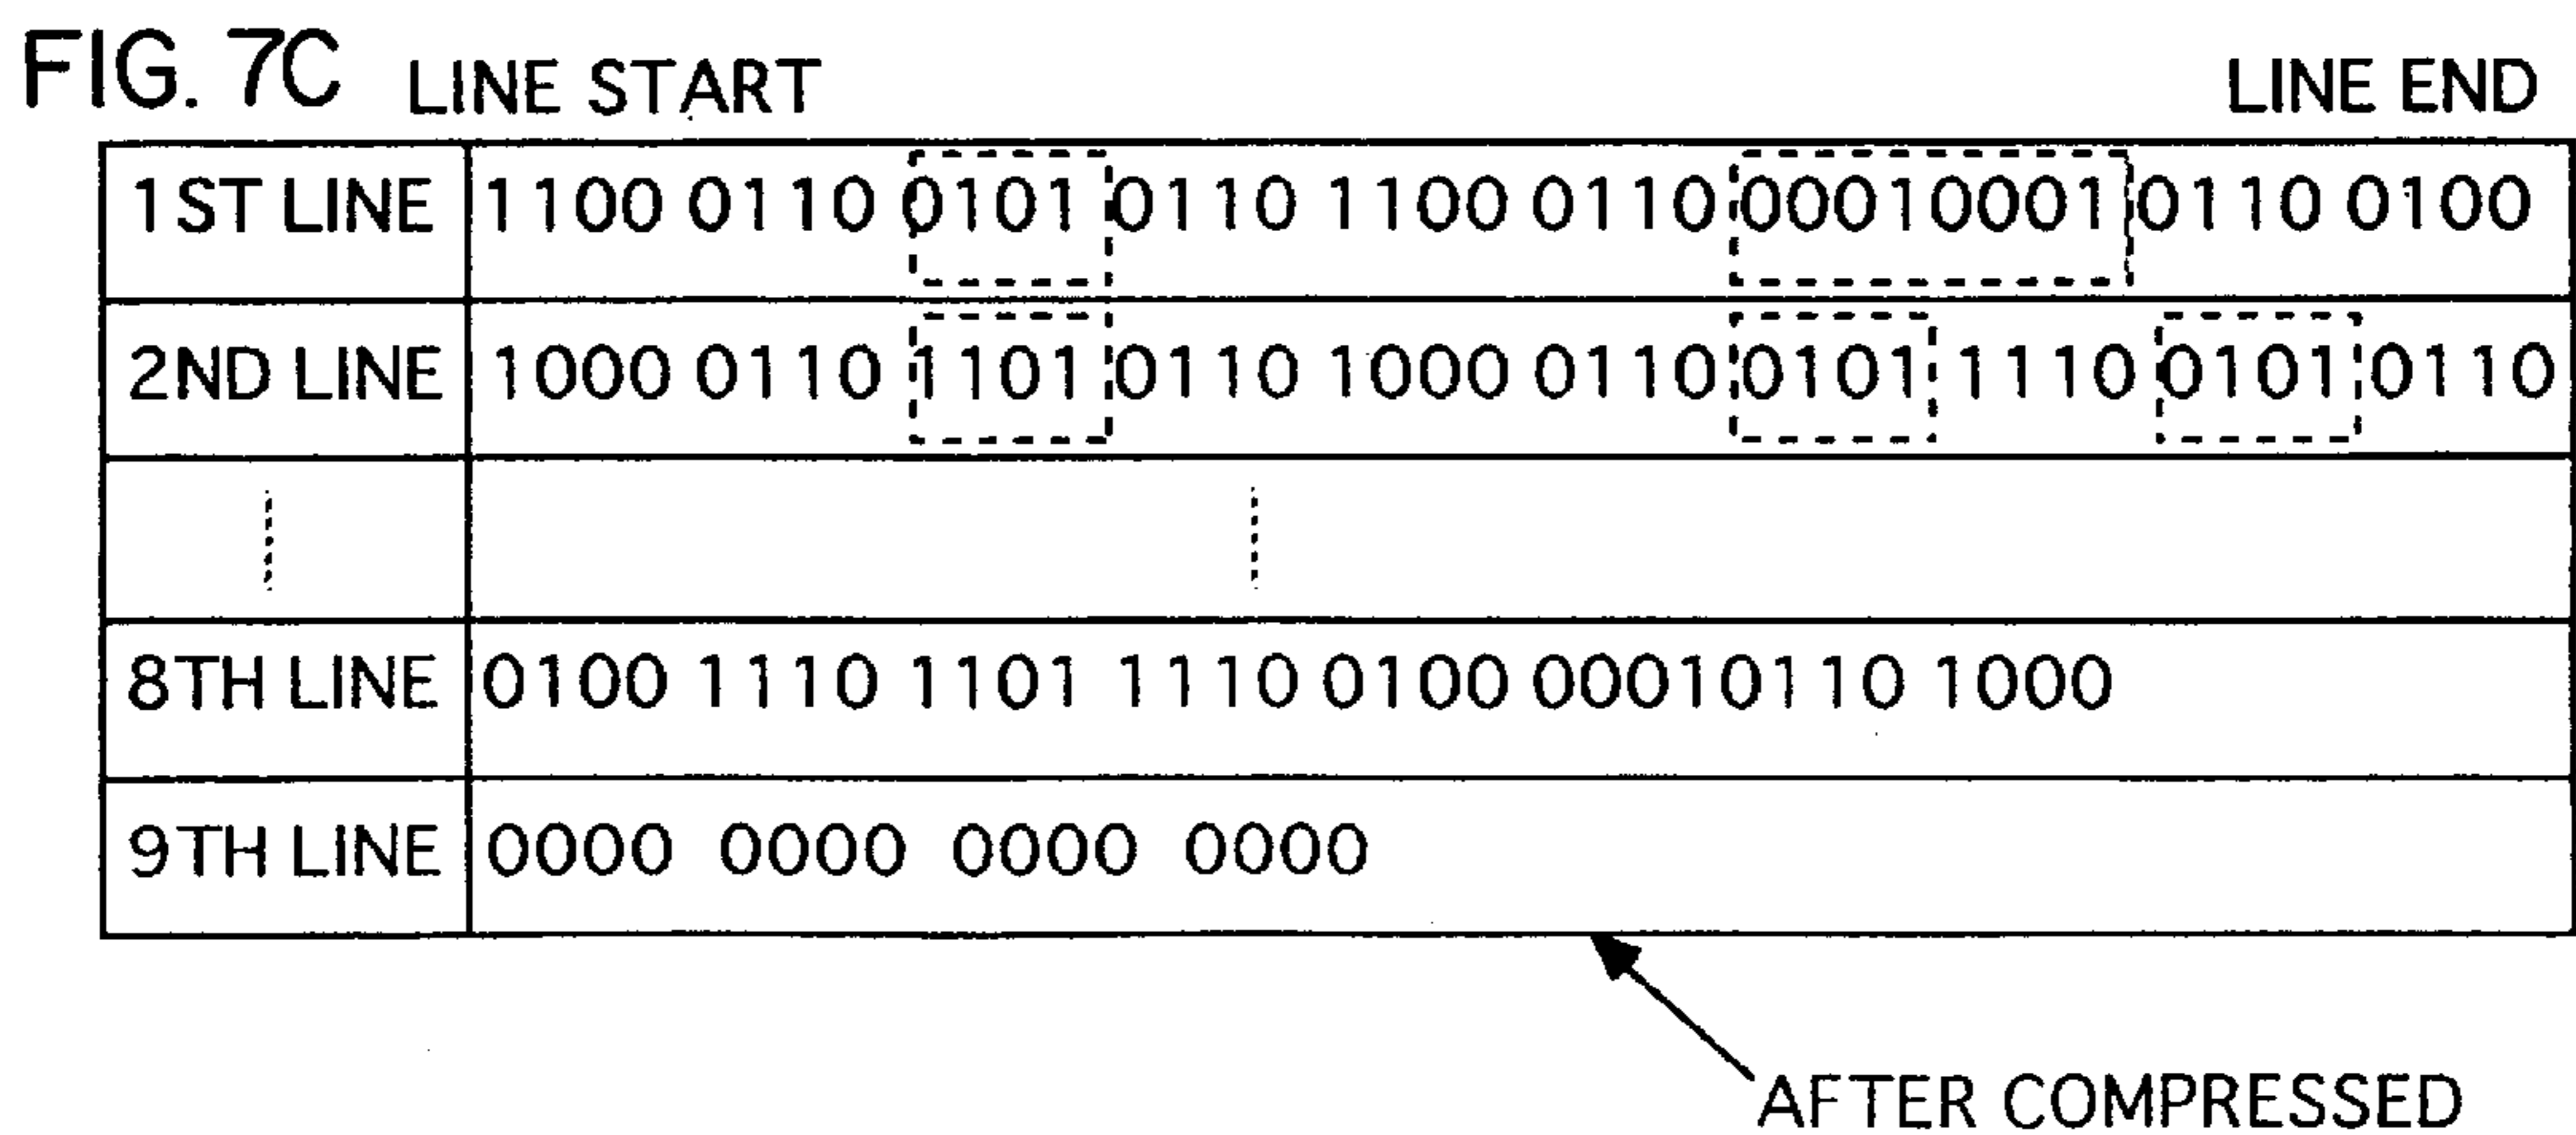 FIG. 7C LINE START LINE END
1ST LINE 1100 0110 0101 0110 1100 0110 00010001 0110 0100
2ND LINE 1000 0110 1101 0110 1000 0110 0101 1110 0101 0110
8TH LINE 0100 1110 1101 1110 0100 00010110 1000
9TH LINE 0000 0000 0000 0000
AFTER COMPRESSED